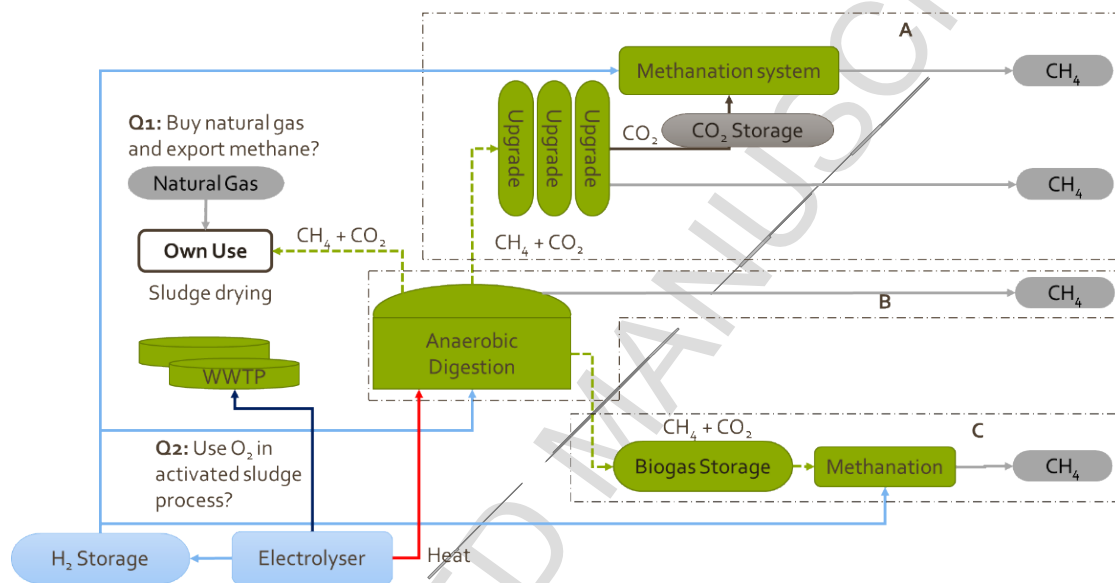 A
Methanation system
CH₄
Upgrade
Upgrade
Upgrade
CO₂
CO₂ Storage
Q1: Buy natural gas
and export methane?
Natural Gas
CH₄
CH₄ + CO₂
CH₄ + CO₂
Own Use
Sludge drying
CH₄
B
Anaerobic
Digestion
WWTP
CH₄ + CO₂
C
Q2: Use O₂ in
activated sludge
process?
Biogas Storage
Methanation
CH₄
H₂ Storage
Electrolyser
Heat
D MANUSC